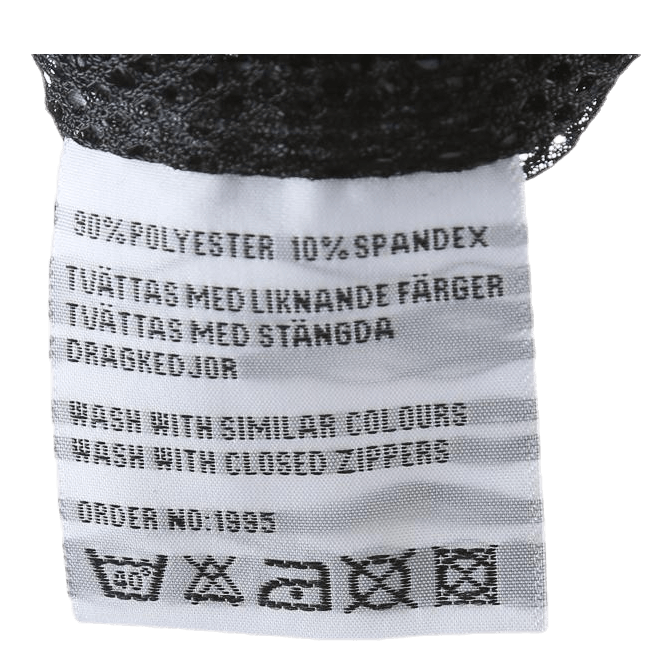 90% POLYESTER 10% SPANDEX
TVÄTTAS MED LIKNANDE FÄRGER
TVÄTTAS MED STÄNGDA
DRAGKEDJOR
WASH WITH SIMILAR COLOURS
WASH WITH CLOSED ZIPPERS
ORDER NO:1995
40°